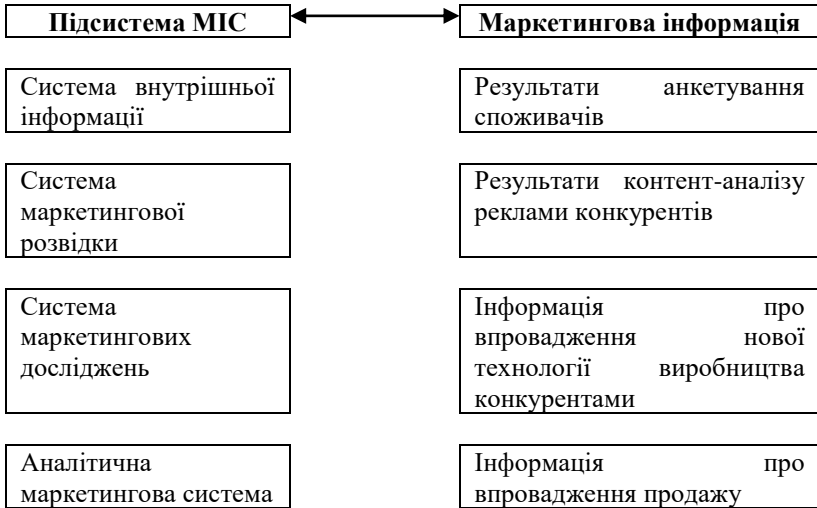 Підсистема МІС
Маркетингова інформація
Система внутрішньої
інформації
Результати анкетування
споживачів
Система
маркетингової
розвідки
Результати контент-аналізу
реклами конкурентів
Система
маркетингових
досліджень
Інформація про
впровадження нової
технології виробництва
конкурентами
Аналітична
маркетингова система
Інформація про
впровадження продажу